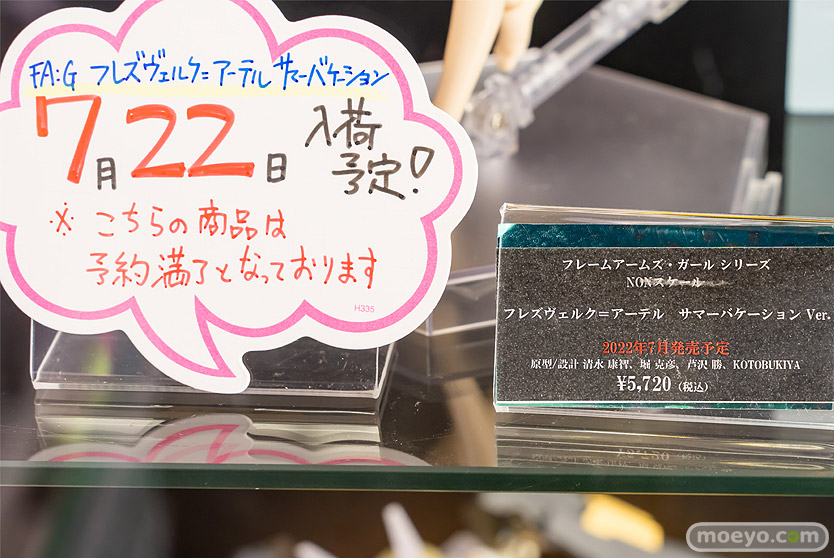 FA:G フレズヴェルク=アーテル サマーバケーション
7月22日 入荷
予定!
※ こちらの商品は
予約満了となっております
H335
フレームアームズ・ガール シリーズ
NONスケール
フレズヴェルク＝アーテル サマーバケーション Ver.
2022年7月発売予定
原型/設計 清水 康智、堀 克彦、芦沢 勝、KOTOBUKIYA
¥5,720（税込）
moeyo.com